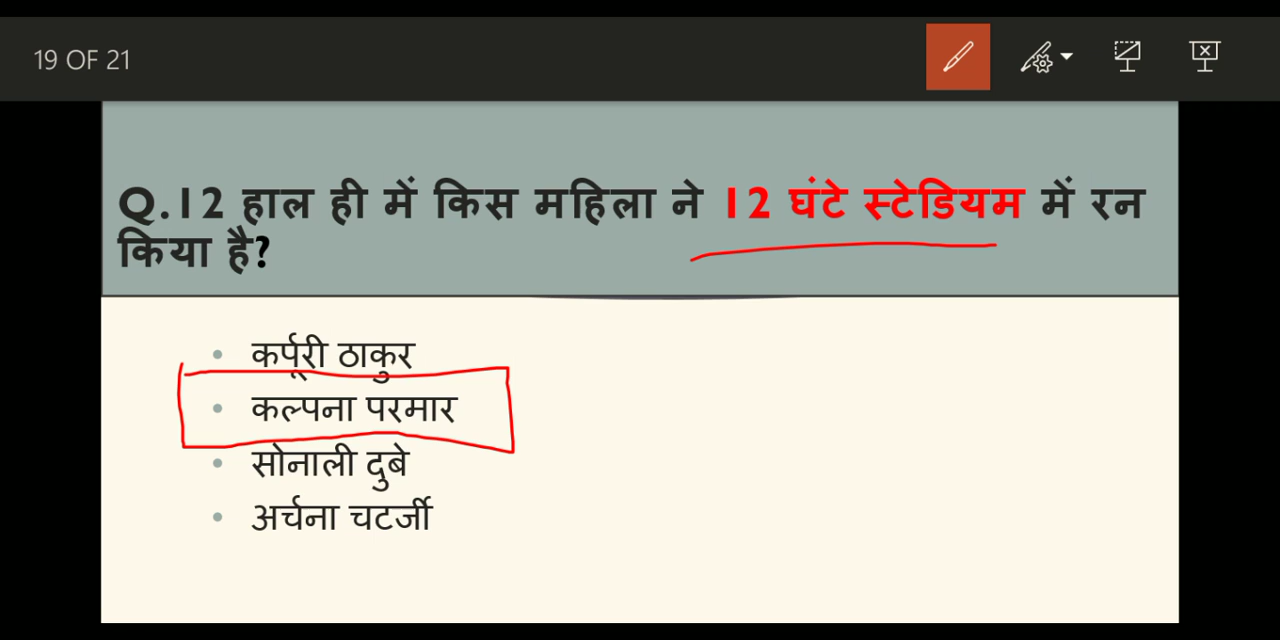 19 OF 21
Q.12 हाल ही में किस महिला ने 12 घंटे स्टेडियम में रन
किया है?
• कर्पूरी ठाकुर
• कल्पना परमार
• सोनाली दुबे
• अर्चना चटर्जी